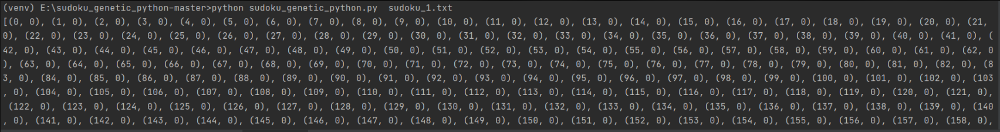 (venv) E:\sudoku_genetic_python-master>python sudoku_genetic_python.py  sudoku_1.txt
[(0, 0), (1, 0), (2, 0), (3, 0), (4, 0), (5, 0), (6, 0), (7, 0), (8, 0), (9, 0), (10, 0), (11, 0), (12, 0), (13, 0), (14, 0), (15, 0), (16, 0), (17, 0), (18, 0), (19, 0), (20, 0), (21,
0), (22, 0), (23, 0), (24, 0), (25, 0), (26, 0), (27, 0), (28, 0), (29, 0), (30, 0), (31, 0), (32, 0), (33, 0), (34, 0), (35, 0), (36, 0), (37, 0), (38, 0), (39, 0), (40, 0), (41, 0), (
42, 0), (43, 0), (44, 0), (45, 0), (46, 0), (47, 0), (48, 0), (49, 0), (50, 0), (51, 0), (52, 0), (53, 0), (54, 0), (55, 0), (56, 0), (57, 0), (58, 0), (59, 0), (60, 0), (61, 0), (62, 0
), (63, 0), (64, 0), (65, 0), (66, 0), (67, 0), (68, 0), (69, 0), (70, 0), (71, 0), (72, 0), (73, 0), (74, 0), (75, 0), (76, 0), (77, 0), (78, 0), (79, 0), (80, 0), (81, 0), (82, 0), (8
3, 0), (84, 0), (85, 0), (86, 0), (87, 0), (88, 0), (89, 0), (90, 0), (91, 0), (92, 0), (93, 0), (94, 0), (95, 0), (96, 0), (97, 0), (98, 0), (99, 0), (100, 0), (101, 0), (102, 0), (103
, 0), (104, 0), (105, 0), (106, 0), (107, 0), (108, 0), (109, 0), (110, 0), (111, 0), (112, 0), (113, 0), (114, 0), (115, 0), (116, 0), (117, 0), (118, 0), (119, 0), (120, 0), (121, 0),
(122, 0), (123, 0), (124, 0), (125, 0), (126, 0), (127, 0), (128, 0), (129, 0), (130, 0), (131, 0), (132, 0), (133, 0), (134, 0), (135, 0), (136, 0), (137, 0), (138, 0), (139, 0), (140
, 0), (141, 0), (142, 0), (143, 0), (144, 0), (145, 0), (146, 0), (147, 0), (148, 0), (149, 0), (150, 0), (151, 0), (152, 0), (153, 0), (154, 0), (155, 0), (156, 0), (157, 0), (158, 0),